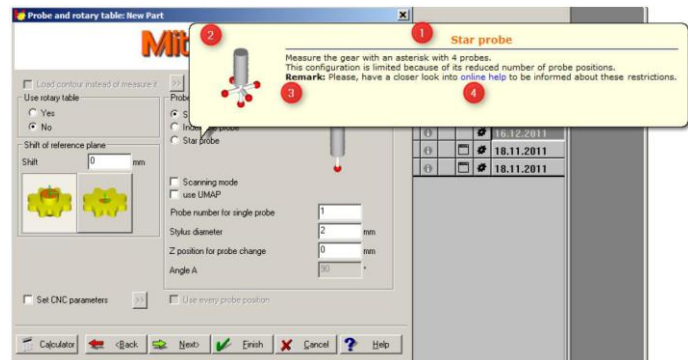 Probe and rotary table: New Part
Mit
1
Star probe
2
Measure the gear with an asterisk with 4 probes.
This configuration is limited because of its reduced number of probe positions.
Remark: Please, have a closer look into online help to be informed about these restrictions.
3
4
Load contour instead of measure it
>>
Use rotary table
Yes
No
Shift of reference plane
Shift
0
mm
Star probe
Scanning mode
use UMAP
Probe number for single probe
1
Stylus diameter
2
mm
Z position for probe change
0
mm
Angle A
90
°
Set CNC parameters
>>
Use every probe position
16.12.2011
18.11.2011
18.11.2011
Calculator
<Back
Next>
Finish
Cancel
Help